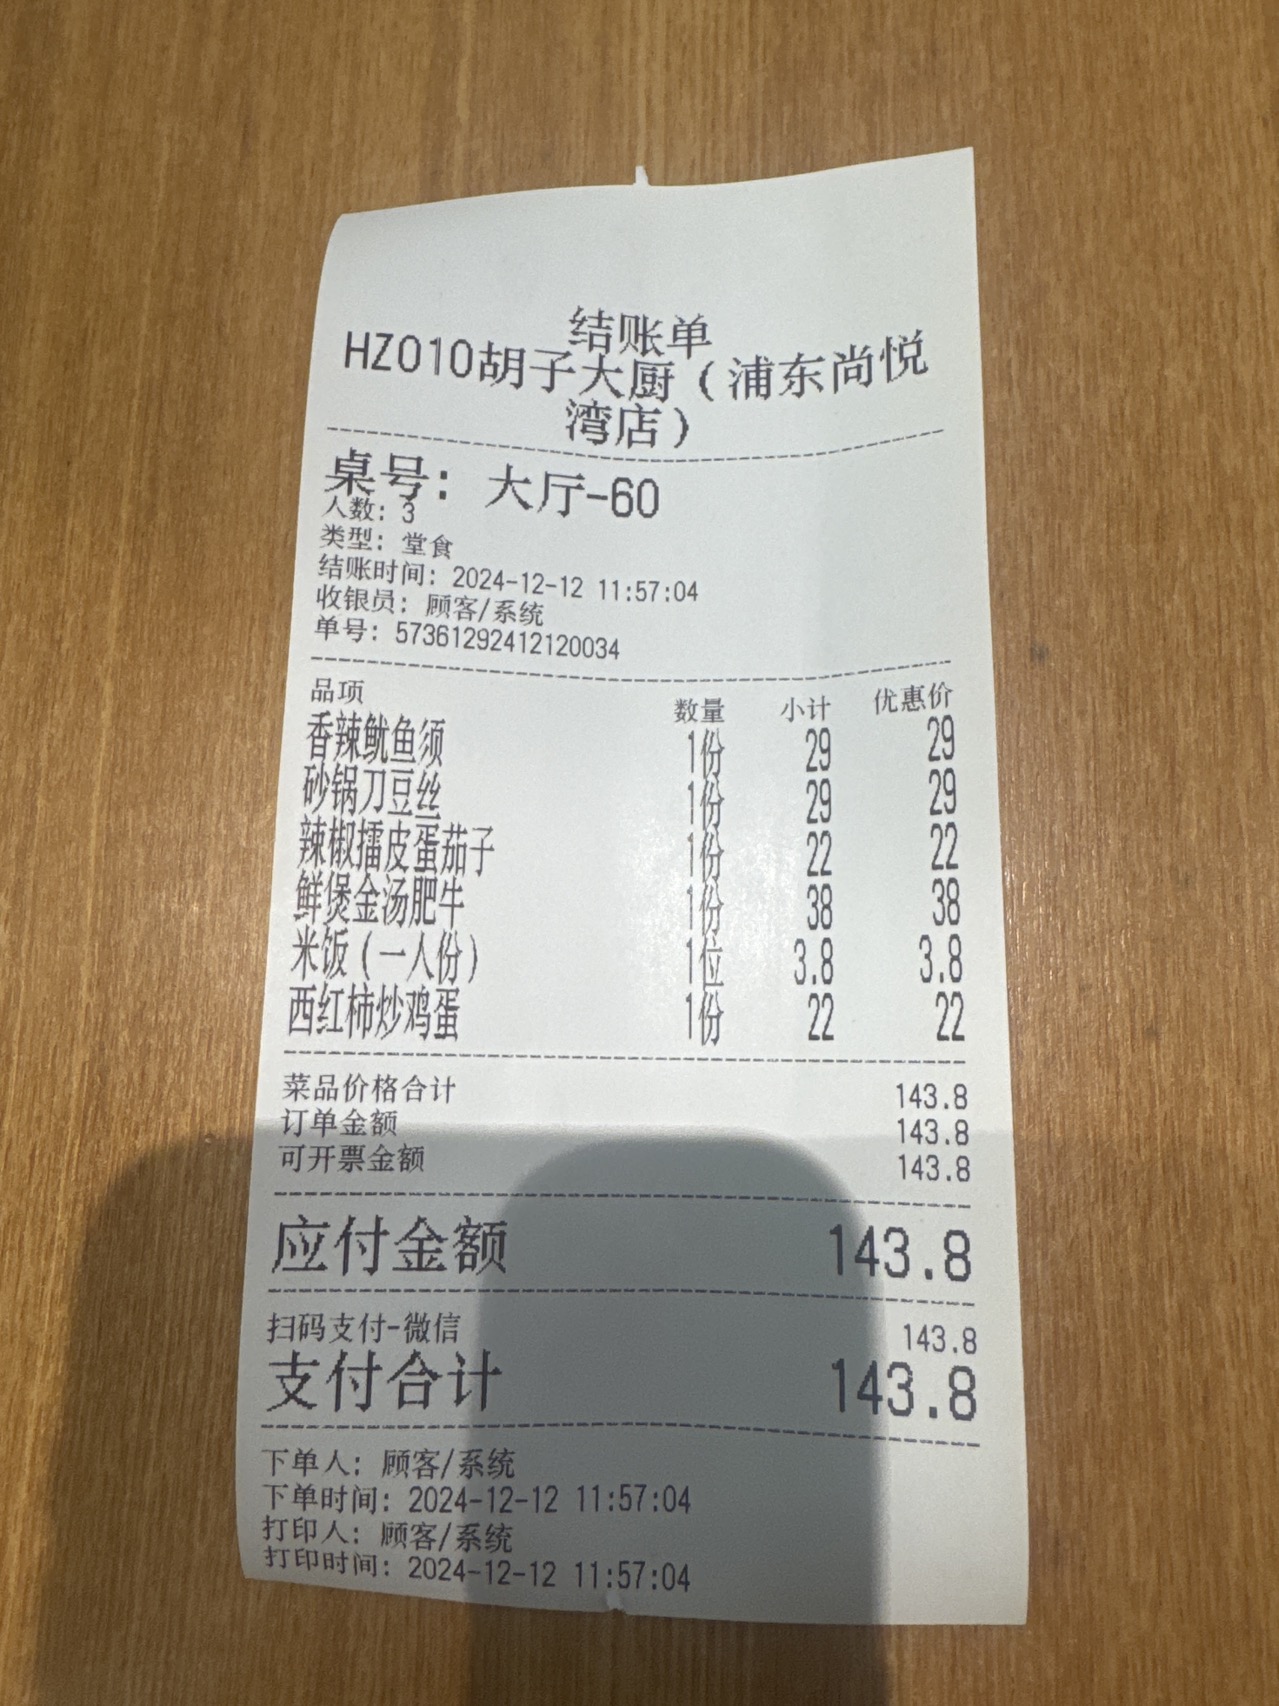 结账单
HZ010胡子大厨（浦东尚悦
湾店）
桌号：大厅-60
人数：3
类型：堂食
结账时间：2024-12-12 11:57:04
收银员：顾客/系统
单号：57361292412120034
品项 数量 小计 优惠价
香辣鱿鱼须 1份 29 29
砂锅刀豆丝 1份 29 29
辣椒擂皮蛋茄子 1份 22 22
鲜煲金汤肥牛 1份 38 38
米饭（一人份） 1位 3.8 3.8
西红柿炒鸡蛋 1份 22 22
菜品价格合计 143.8
订单金额 143.8
可开票金额 143.8
应付金额 143.8
扫码支付-微信 143.8
支付合计 143.8
下单人：顾客/系统
下单时间：2024-12-12 11:57:04
打印人：顾客/系统
打印时间：2024-12-12 11:57:04